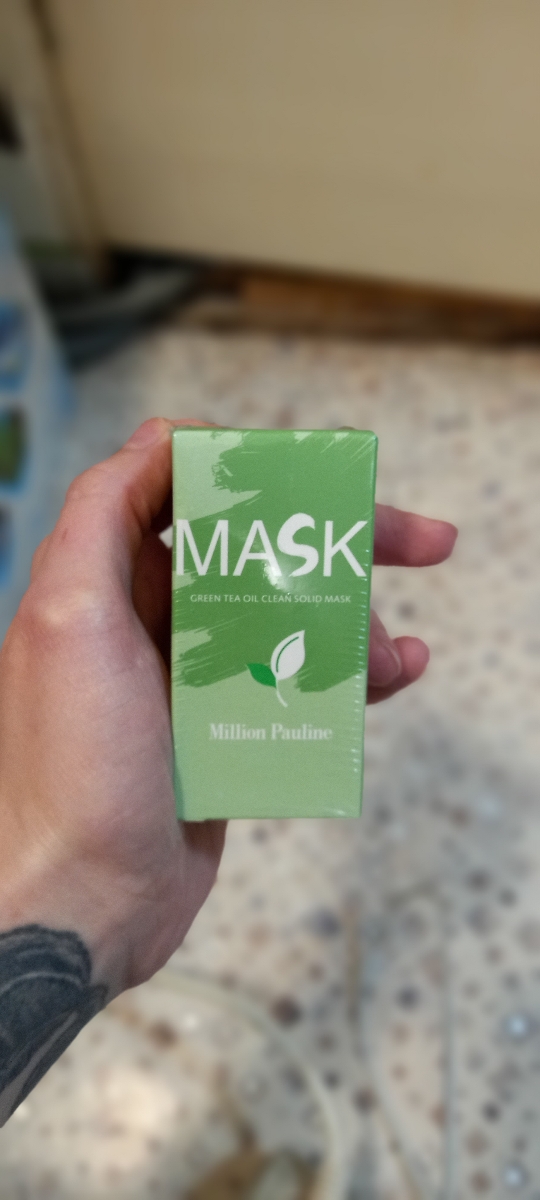 MASK
GREEN TEA OIL CLEAN SOLID MASK
Million Pauline